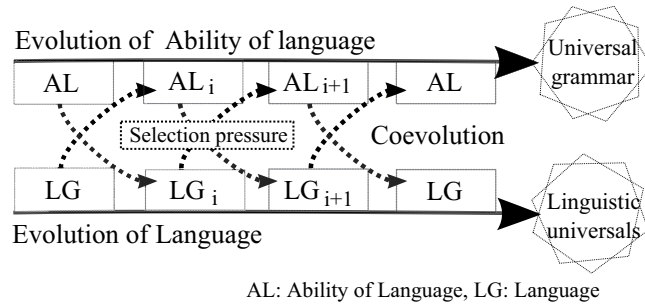 Evolution of Ability of language
Universal
grammar
AL
AL i
AL i+1
AL
Selection pressure
Coevolution
LG
LG i
LG i+1
LG
Linguistic
universals
Evolution of Language
AL: Ability of Language, LG: Language